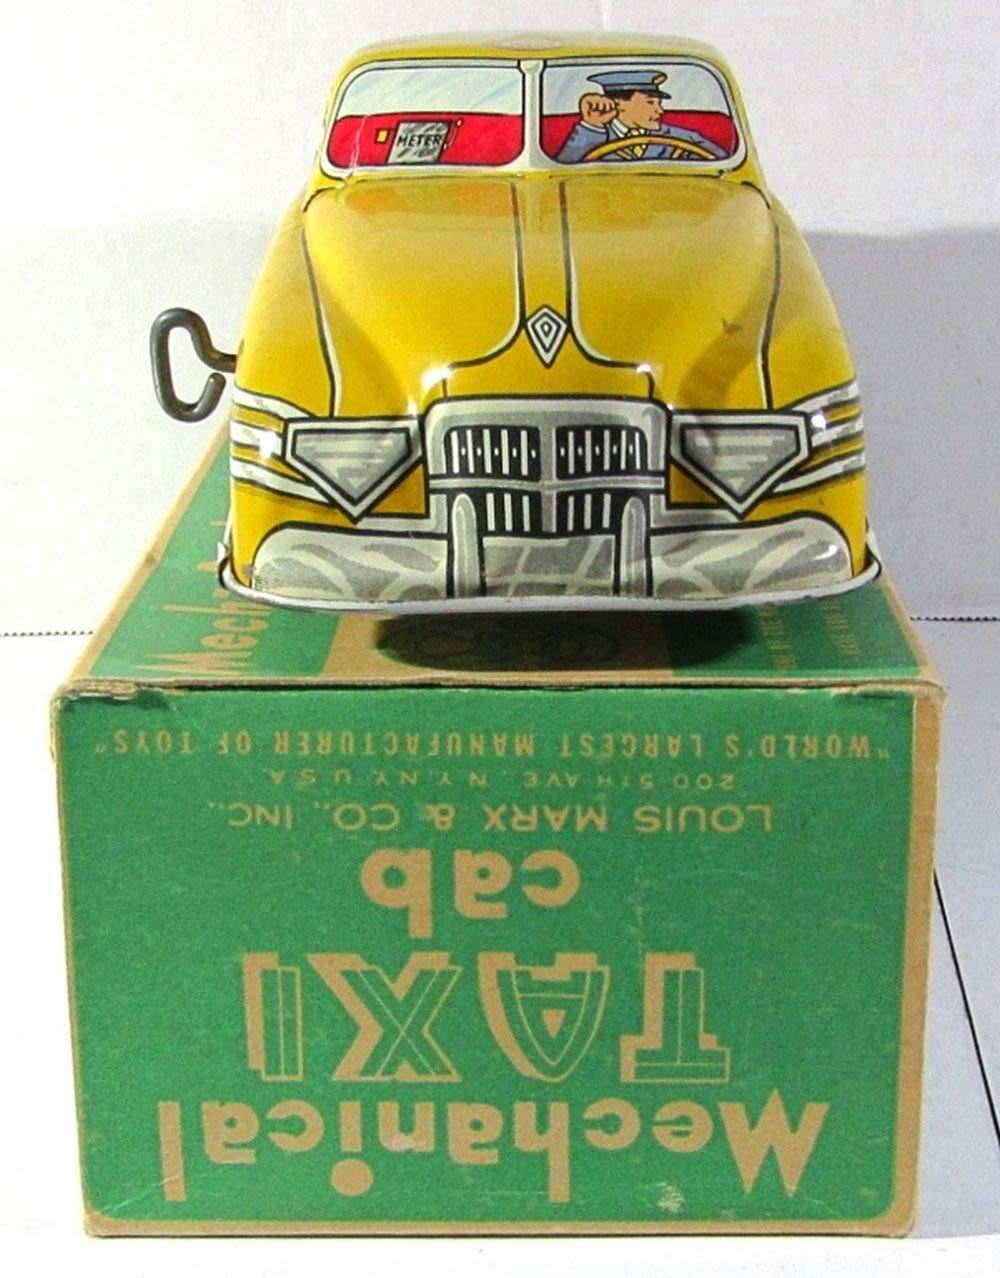 METER
Mechanical
TAXI
cab
LOUIS MARX & CO., INC.,
200 5TH AVE., N.Y. N.Y. U.S.A.
"WORLD'S LARGEST MANUFACTURER OF TOYS"